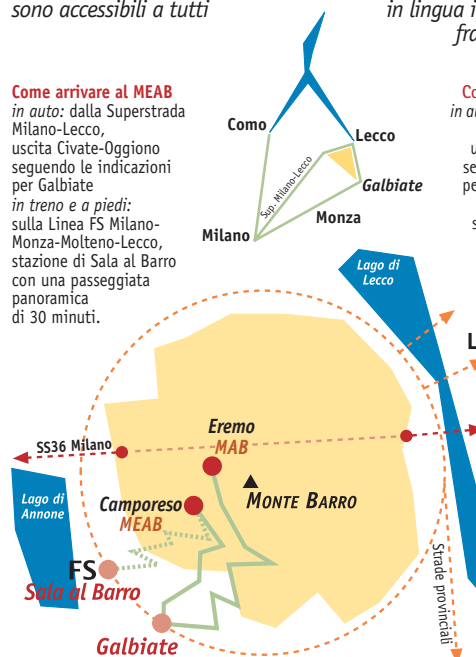 sono accessibili a tutti
in lingua i
fra
Come arrivare al MEAB
in auto: dalla Superstrada
Milano-Lecco,
uscita Civate-Oggiono
seguendo le indicazioni
per Galbiate
in treno e a piedi:
sulla Linea FS Milano-
Monza-Molteno-Lecco,
stazione di Sala al Barro
con una passeggiata
panoramica
di 30 minuti.
Como
Lecco
Sup. Milano-Lecco
Galbiate
Monza
Milano
Co
in au
u
se
pe
s
Lago di
Lecco
L
SS36 Milano
Eremo
MAB
MONTE BARRO
Lago di
Annone
Camporeso
MEAB
FS
Sala al Barro
Galbiate
Strade provinciali